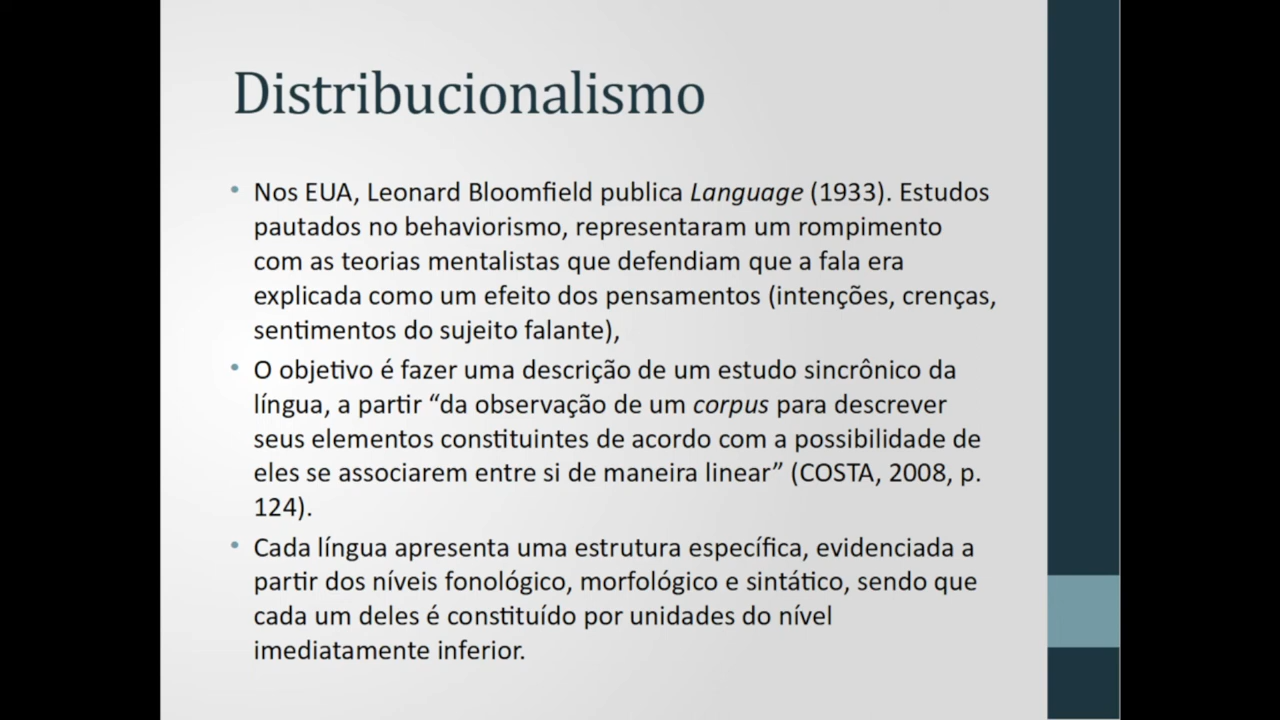 Distribucionalismo
• Nos EUA, Leonard Bloomfield publica Language (1933). Estudos
pautados no behaviorismo, representaram um rompimento
com as teorias mentalistas que defendiam que a fala era
explicada como um efeito dos pensamentos (intenções, crenças,
sentimentos do sujeito falante),
• O objetivo é fazer uma descrição de um estudo sincrônico da
língua, a partir “da observação de um corpus para descrever
seus elementos constituintes de acordo com a possibilidade de
eles se associarem entre si de maneira linear” (COSTA, 2008, p.
124).
• Cada língua apresenta uma estrutura específica, evidenciada a
partir dos níveis fonológico, morfológico e sintático, sendo que
cada um deles é constituído por unidades do nível
imediatamente inferior.